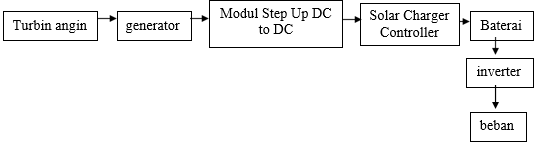 Turbin angin
generator
Modul Step Up DC
to DC
Solar Charger
Controller
Baterai
inverter
beban